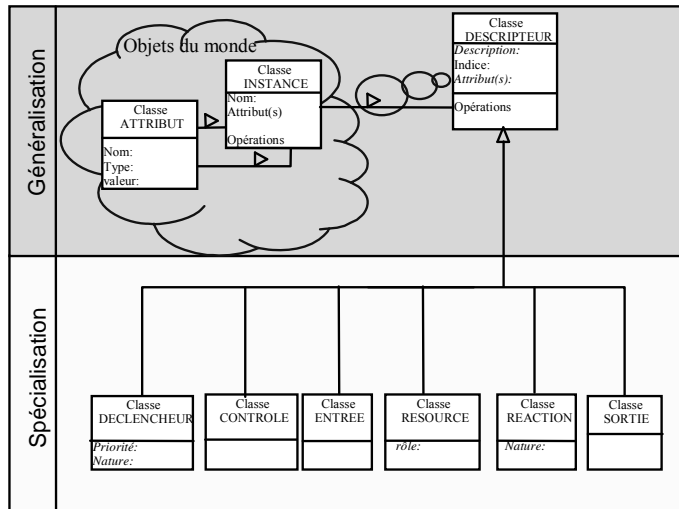 Généralisation
Objets du monde
Classe
ATTRIBUT
Nom:
Type:
valeur:
Classe
INSTANCE
Nom:
Attribut(s)
Opérations
Classe
DESCRIPTEUR
Description:
Indice:
Attribut(s):
Opérations
Spécialisation
Classe
DECLENCHEUR
Priorité:
Nature:
Classe
CONTROLE
Classe
ENTREE
Classe
RESOURCE
rôle:
Classe
REACTION
Nature:
Classe
SORTIE